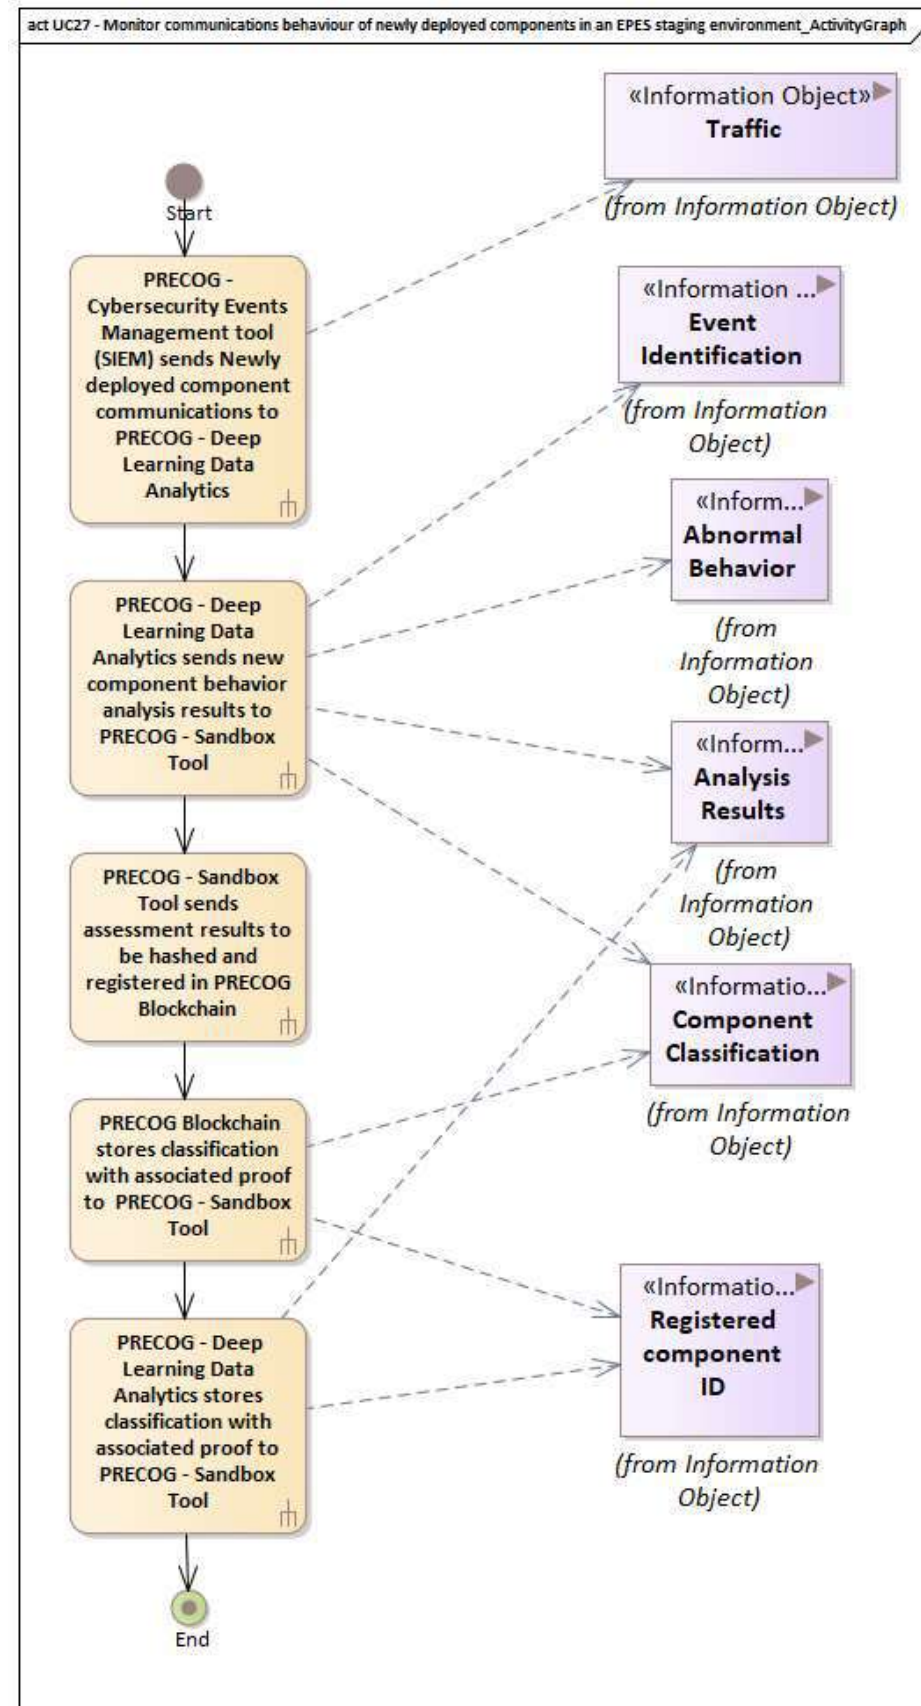 act UC27 - Monitor communications behaviour of newly deployed components in an EPES staging environment_ActivityGraph
Start
PRECOG -
Cybersecurity Events
Management tool
(SIEM) sends Newly
deployed component
communications to
PRECOG - Deep
Learning Data
Analytics
PRECOG - Deep
Learning Data
Analytics sends new
component behavior
analysis results to
PRECOG - Sandbox
Tool
PRECOG - Sandbox
Tool sends
assessment results to
be hashed and
registered in PRECOG
Blockchain
PRECOG Blockchain
stores classification
with associated proof
to PRECOG - Sandbox
Tool
PRECOG - Deep
Learning Data
Analytics stores
classification with
associated proof to
PRECOG - Sandbox
Tool
End
«Information Object»
Traffic
(from Information Object)
«Information ...
Event
Identification
(from Information
Object)
«Inform...
Abnormal
Behavior
(from
Information
Object)
«Inform...
Analysis
Results
(from
Information
Object)
«Informatio...
Component
Classification
(from Information
Object)
«Informatio...
Registered
component
ID
(from Information
Object)